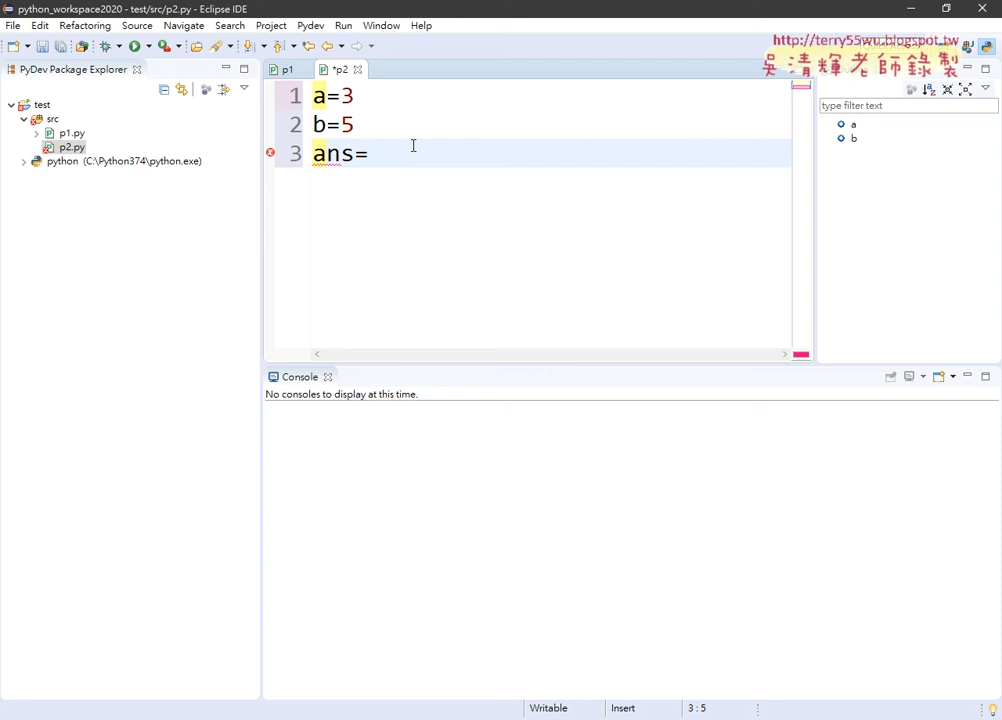 python_workspace2020 - test/src/p2.py - Eclipse IDE
File Edit Refactoring Source Navigate Search Project Pydev Run Window Help
http://terry55wu.blogspot.tw
吳清輝老師錄製
PyDev Package Explorer
p1
*p2
test
src
p1.py
p2.py
python (C:\Python374\python.exe)
1 a=3
2 b=5
3 ans=
type filter text
a
b
Console
No consoles to display at this time.
Writable Insert 3 : 5